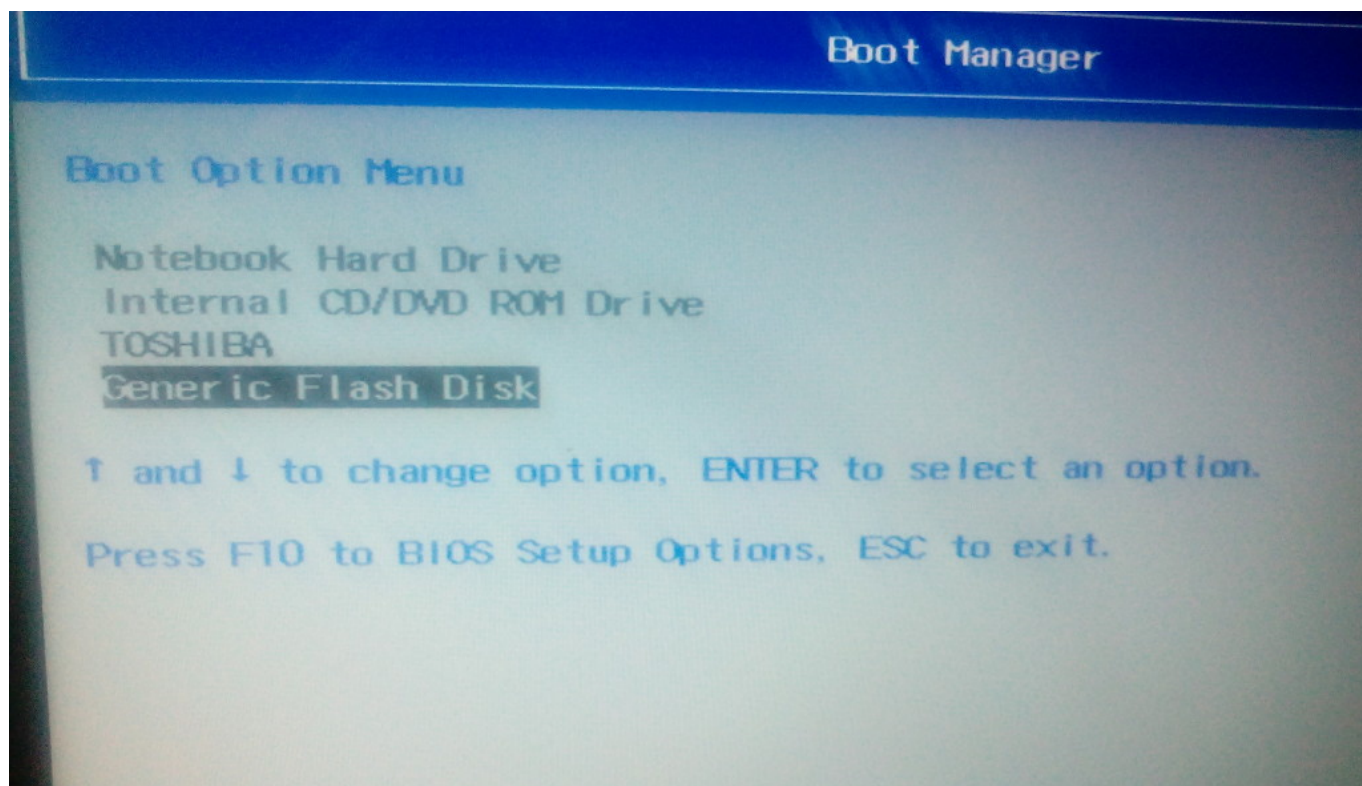 Boot Manager
Boot Option Menu
Notebook Hard Drive
Internal CD/DVD ROM Drive
TOSHIBA
Generic Flash Disk
↑ and ↓ to change option, ENTER to select an option.
Press F10 to BIOS Setup Options, ESC to exit.